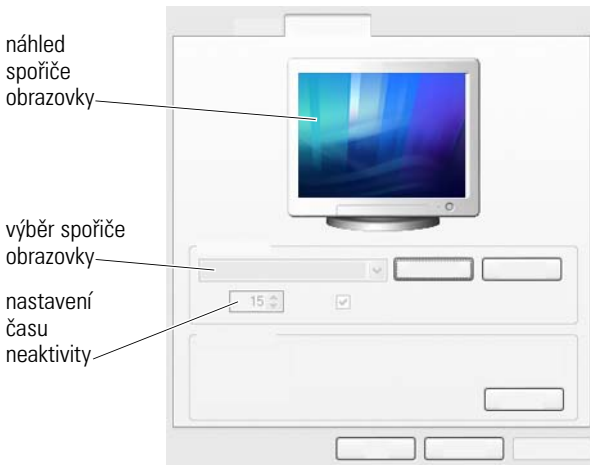 náhled
spořiče
obrazovky
výběr spořiče
obrazovky
nastavení
času
neaktivity
15